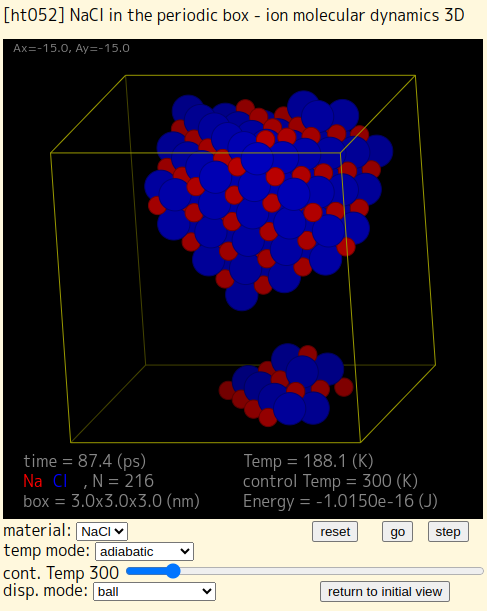 [ht052] NaCl in the periodic box - ion molecular dynamics 3D
Ax=-15.0, Ay=-15.0
time = 87.4 (ps) Temp = 188.1 (K)
Na Cl , N = 216 control Temp = 300 (K)
box = 3.0x3.0x3.0 (nm) Energy = -1.0150e-16 (J)
material: NaCl reset go step
temp mode: adiabatic
cont. Temp 300
disp. mode: ball return to initial view